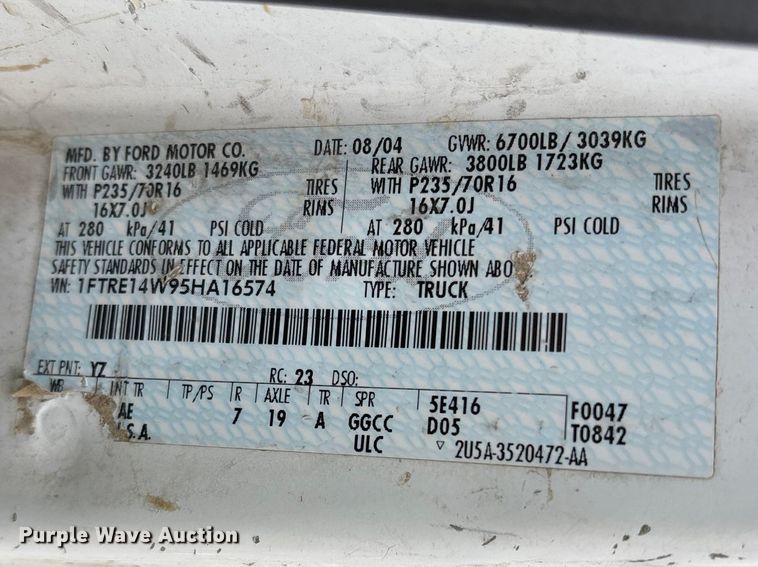 MFD. BY FORD MOTOR CO. DATE: 08/04 GVWR: 6700LB/ 3039KG
FRONT GAWR: 3240LB 1469KG REAR GAWR: 3800LB 1723KG
WITH P235/70R16 TIRES WITH P235/70R16 TIRES
16X7.0J RIMS 16X7.0J RIMS
AT 280 kPa/41 PSI COLD AT 280 kPa/41 PSI COLD
THIS VEHICLE CONFORMS TO ALL APPLICABLE FEDERAL MOTOR VEHICLE
SAFETY STANDARDS IN EFFECT ON THE DATE OF MANUFACTURE SHOWN ABO
VIN: 1FTRE14W95HA16574 TYPE: TRUCK
EXT PNT: YZ RC: 23 DSO:
WB INT TR TP/PS R AXLE TR SPR 5E416 F0047
AE 7 19 A GGCC D05 T0842
.S.A. ULC 2U5A-3520472-AA
Purple Wave Auction